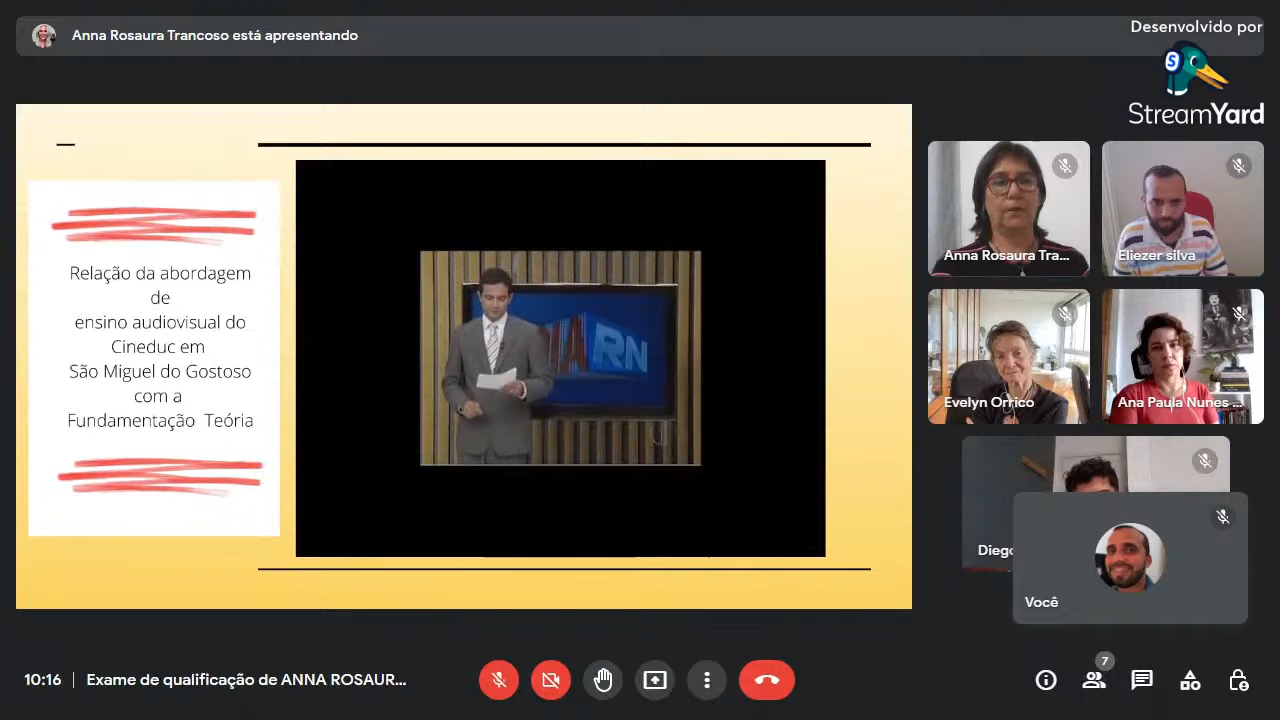 Anna Rosaura Trancoso está apresentando
Desenvolvido por
S
StreamYard
Relação da abordagem
de
ensino audiovisual do
Cineduc em
São Miguel do Gostoso
com a
Fundamentação Teória
RN
Anna Rosaura Tra...
Eliezer silva
Evelyn Orrico
Ana Paula Nunes ...
Diego
Você
10:16
Exame de qualificação de ANNA ROSAUR...
7